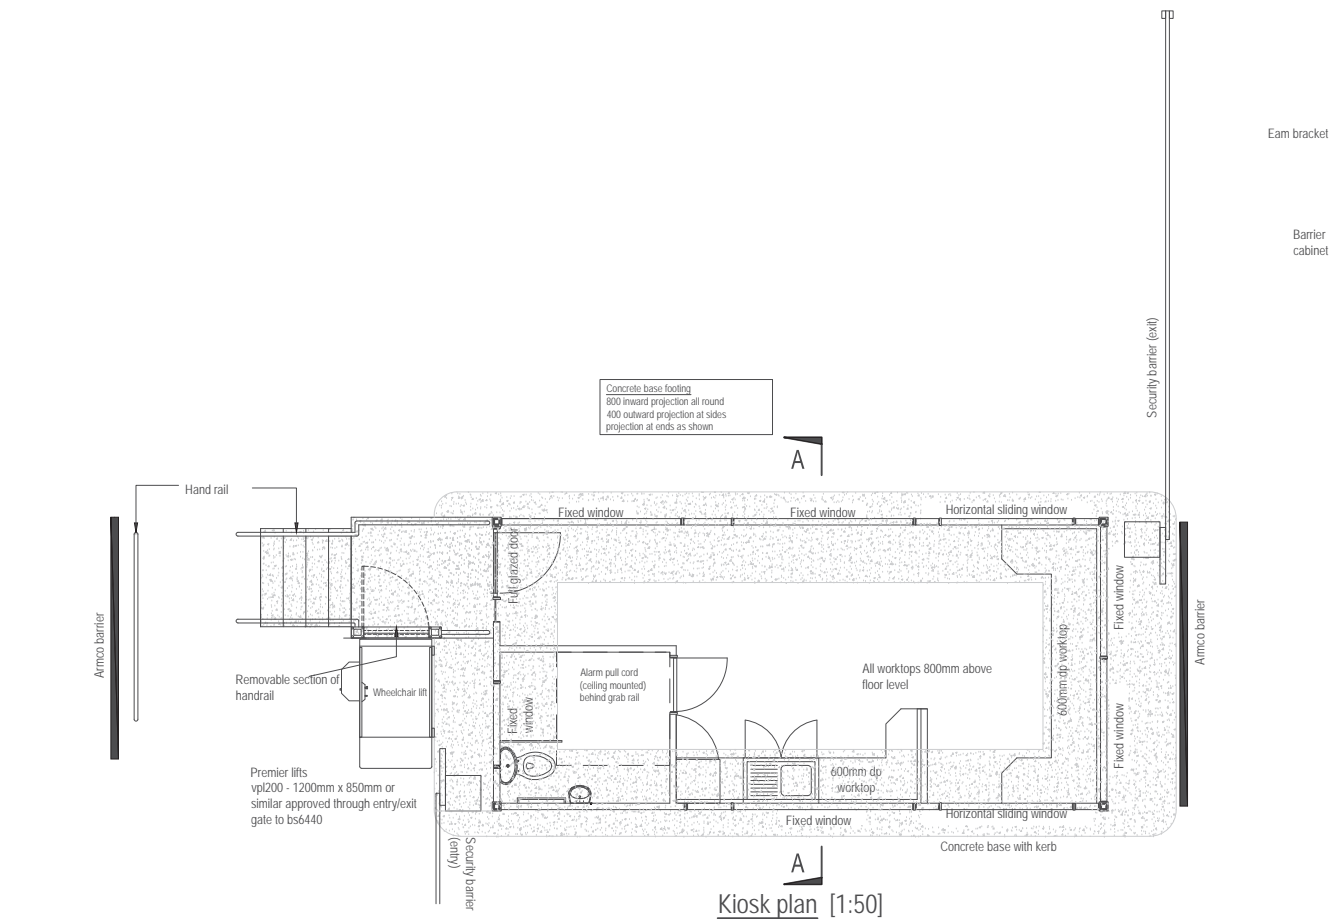 Eam bracket
Barrier
cabinet
Security barrier (exit)
Concrete base footing
800 inward projection all round
400 outward projection at sides
projection at ends as shown
A
Hand rail
Fixed window
Fixed window
Horizontal sliding window
Full glazed door
Fixed window
Armco barrier
Armco barrier
600mm dp worktop
Removable section of
handrail
Wheelchair lift
Alarm pull cord
(ceiling mounted)
behind grab rail
All worktops 800mm above
floor level
Fixed
window
Fixed window
Premier lifts
vpl200 - 1200mm x 850mm or
similar approved through entry/exit
gate to bs6440
600mm dp
worktop
Fixed window
Horizontal sliding window
Security barrier
(entry)
Concrete base with kerb
A
Kiosk plan [1:50]